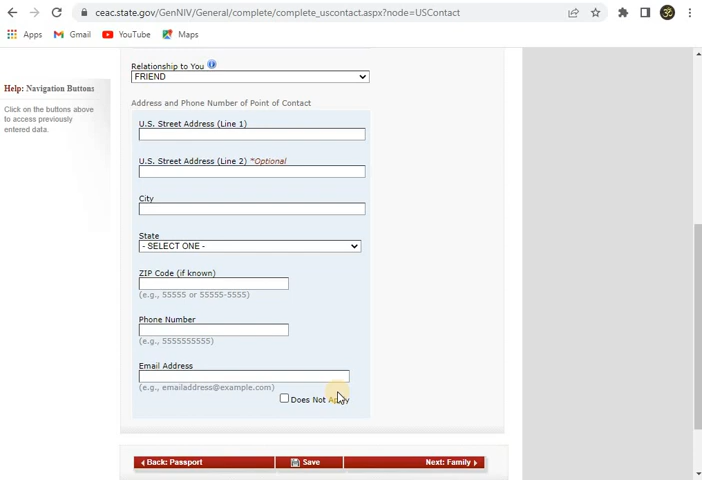 ceac.state.gov/GenNIV/General/complete/complete_uscontact.aspx?node=USContact
Apps Gmail YouTube Maps
Relationship to You
FRIEND
Help: Navigation Buttons
Click on the buttons above
to access previously
entered data.
Address and Phone Number of Point of Contact
U.S. Street Address (Line 1)
U.S. Street Address (Line 2) *Optional
City
State
- SELECT ONE -
ZIP Code (if known)
(e.g., 55555 or 55555-5555)
Phone Number
(e.g., 5555555555)
Email Address
(e.g., emailaddress@example.com)
Does Not Apply
Back: Passport Save Next: Family